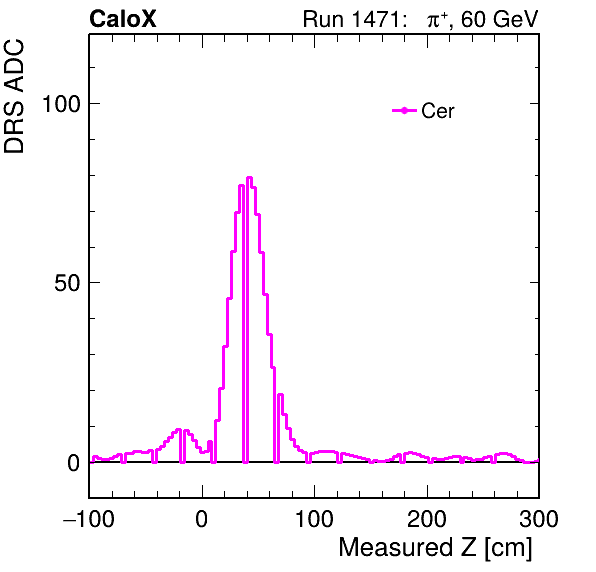 CaloX Run 1471: π⁺, 60 GeV
DRS ADC
Cer
100
50
0
−100 0 100 200 300
Measured Z [cm]